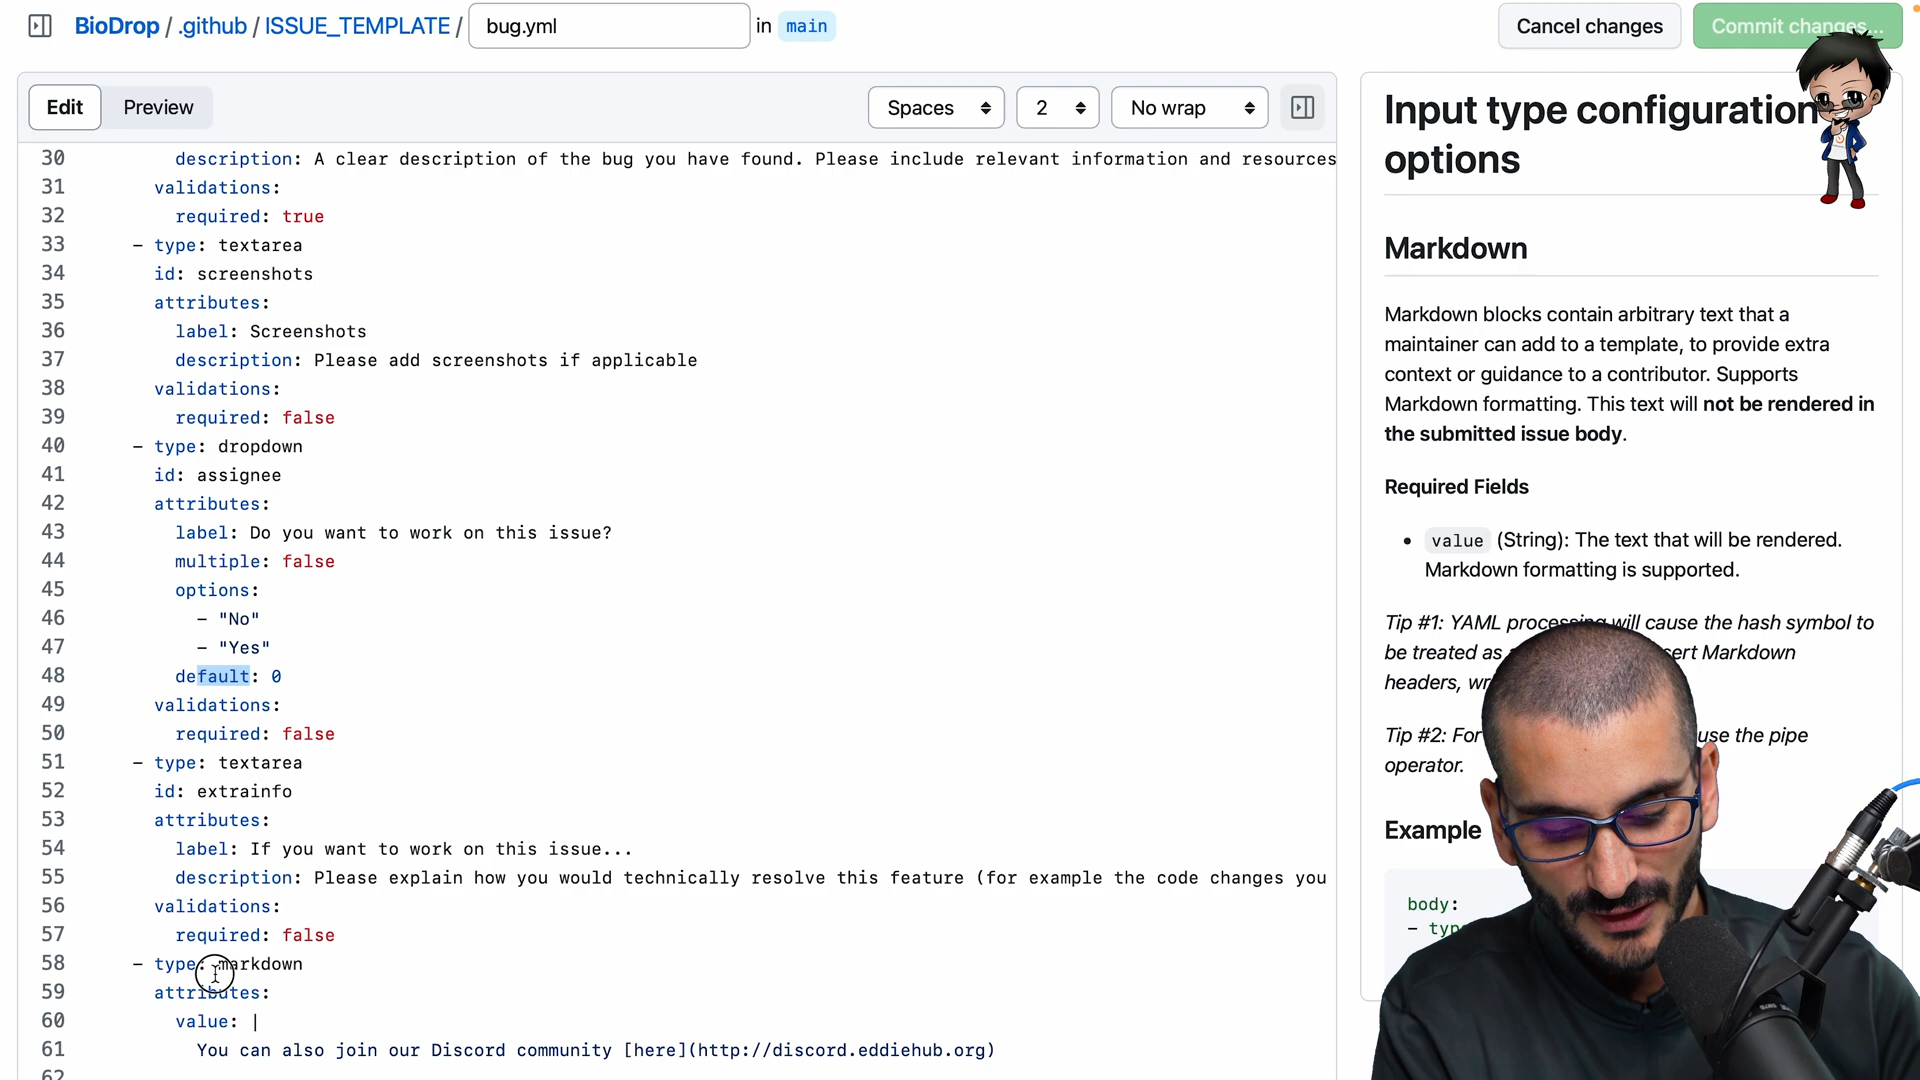 BioDrop / .github / ISSUE_TEMPLATE / bug.yml in main
Cancel changes
Commit changes...
Edit
Preview
Spaces
2
No wrap
30 description: A clear description of the bug you have found. Please include relevant information and resources
31 validations:
32 required: true
33 - type: textarea
34 id: screenshots
35 attributes:
36 label: Screenshots
37 description: Please add screenshots if applicable
38 validations:
39 required: false
40 - type: dropdown
41 id: assignee
42 attributes:
43 label: Do you want to work on this issue?
44 multiple: false
45 options:
46 - "No"
47 - "Yes"
48 default: 0
49 validations:
50 required: false
51 - type: textarea
52 id: extrainfo
53 attributes:
54 label: If you want to work on this issue...
55 description: Please explain how you would technically resolve this feature (for example the code changes you
56 validations:
57 required: false
58 - type: markdown
59 attributes:
60 value: |
61 You can also join our Discord community [here](http://discord.eddiehub.org)
62
Input type configuration
options
Markdown
Markdown blocks contain arbitrary text that a
maintainer can add to a template, to provide extra
context or guidance to a contributor. Supports
Markdown formatting. This text will not be rendered in
the submitted issue body.
Required Fields
• value (String): The text that will be rendered.
Markdown formatting is supported.
Tip #1: YAML processing will cause the hash symbol to
be treated as Markdown
headers,
Tip #2: For use the pipe
operator.
Example
body:
-